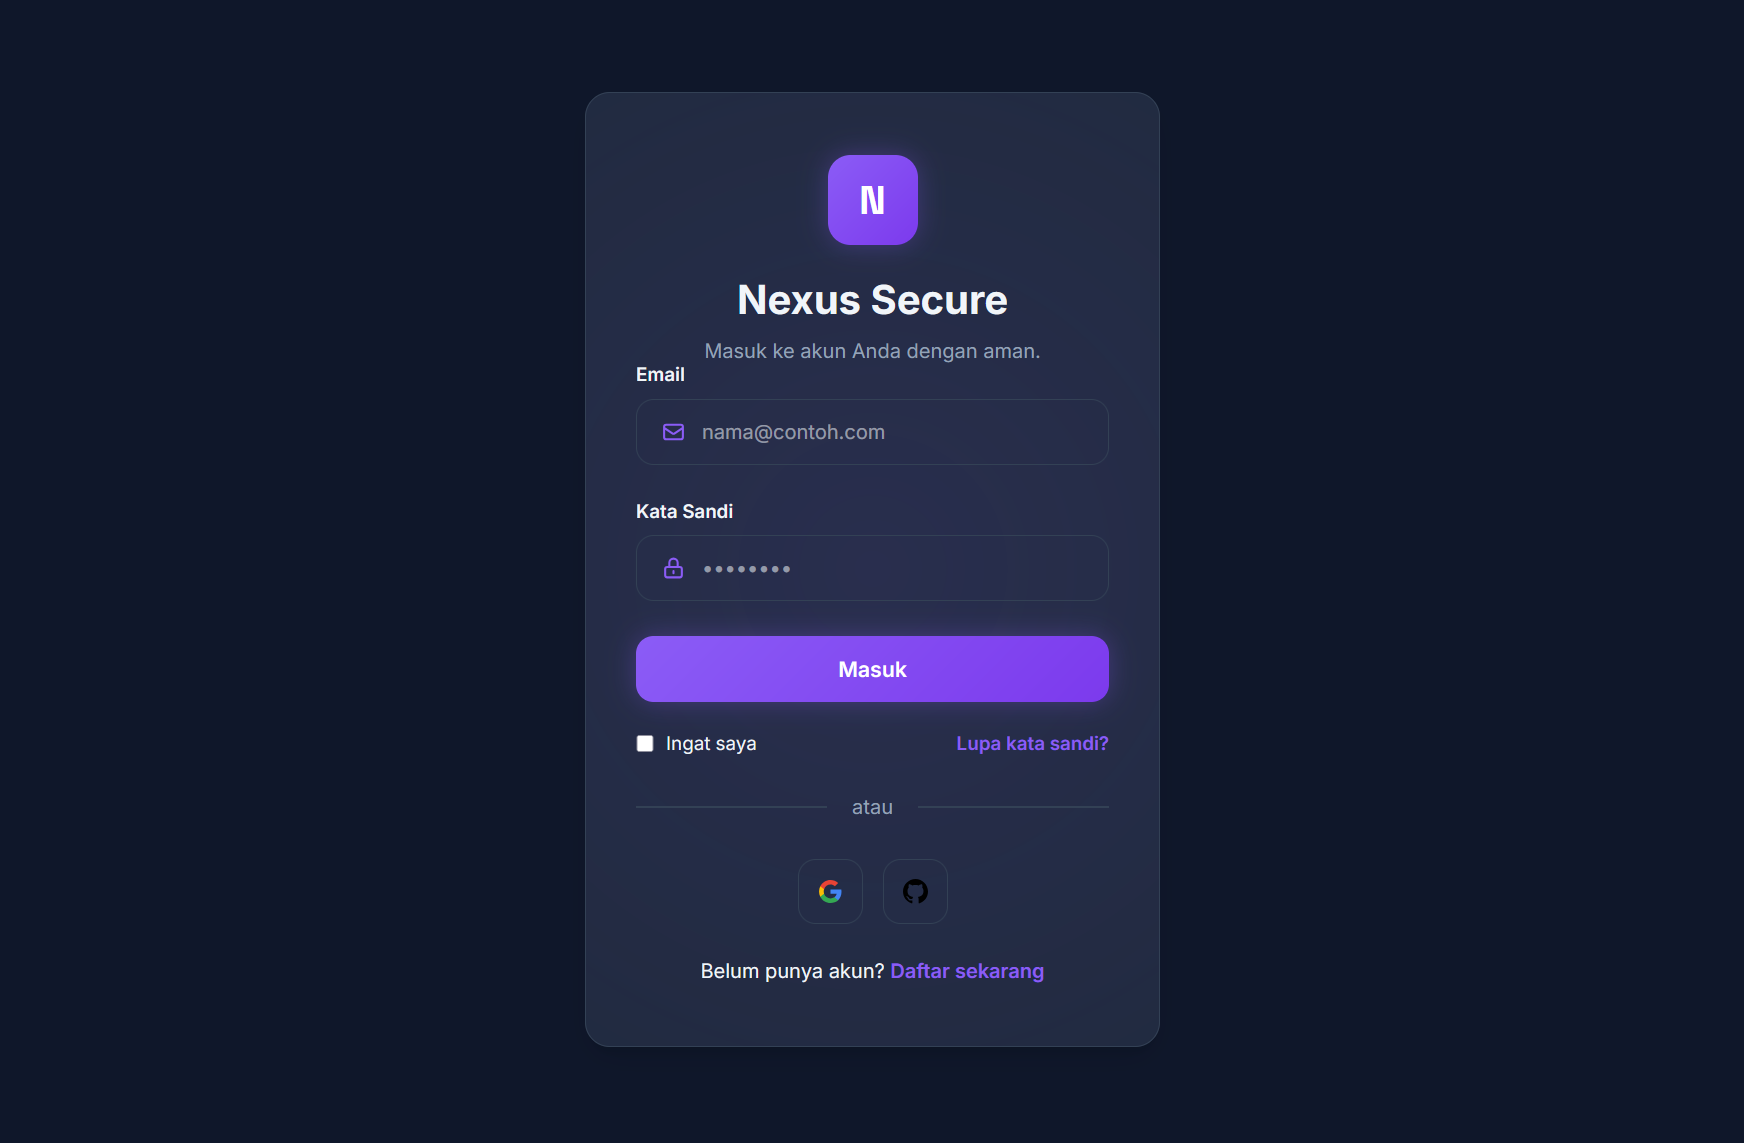 N
Nexus Secure
Masuk ke akun Anda dengan aman.
Email
nama@contoh.com
Kata Sandi
••••••••
Masuk
Ingat saya
Lupa kata sandi?
atau
Belum punya akun? Daftar sekarang